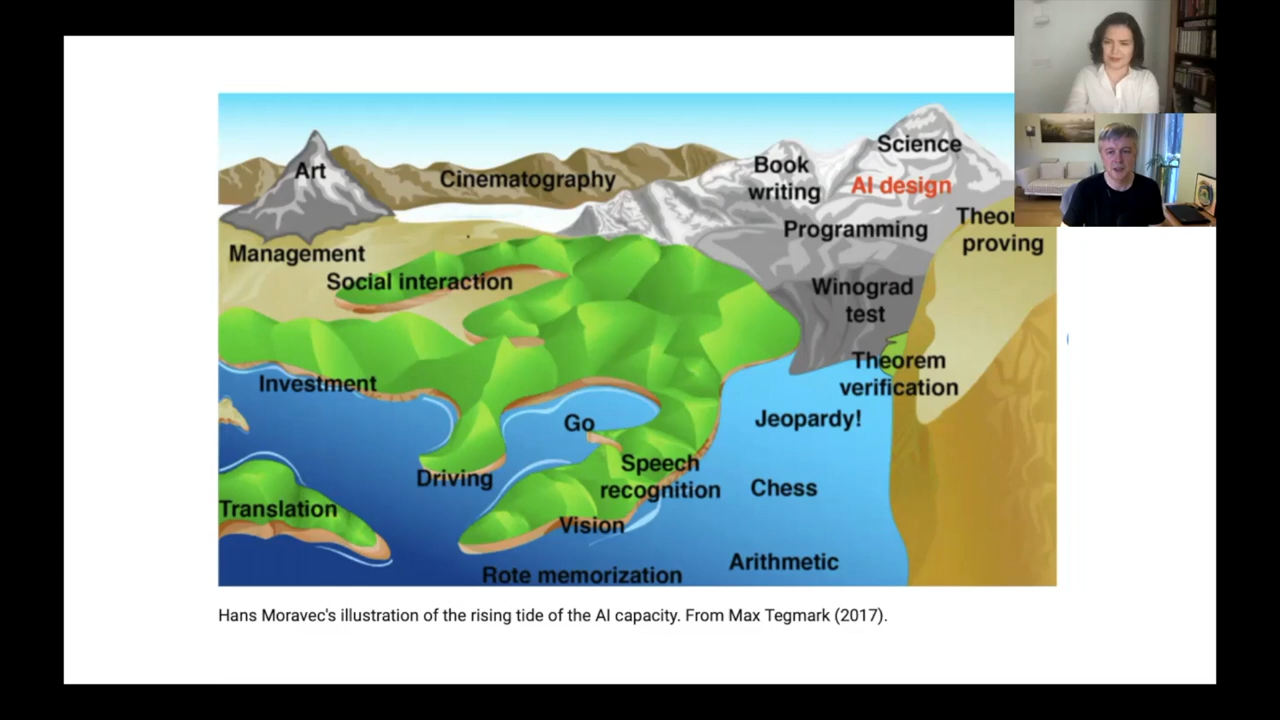 Art
Cinematography
Book
writing
Science
AI design
Programming
proving
Management
Social interaction
Winograd
test
Theorem
verification
Investment
Go
Jeopardy!
Driving
Speech
recognition
Chess
Translation
Vision
Arithmetic
Rote memorization
Hans Moravec's illustration of the rising tide of the AI capacity. From Max Tegmark (2017).